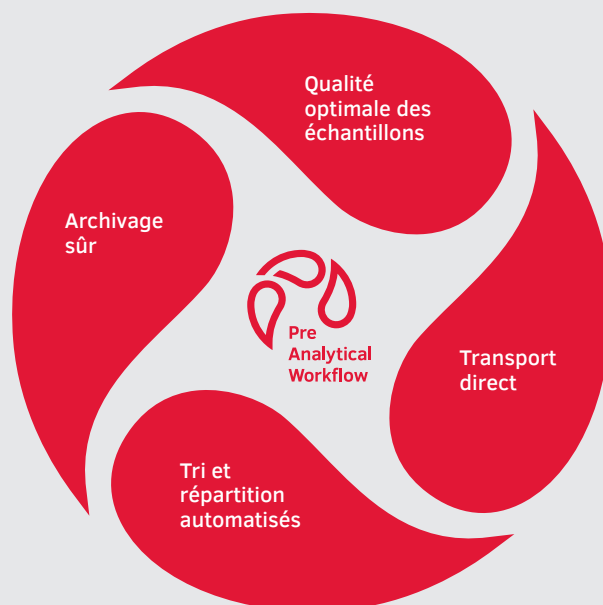 Qualité
optimale des
échantillons
Archivage
sûr
Pre
Analytical
Workflow
Transport
direct
Tri et
répartition
automatisés